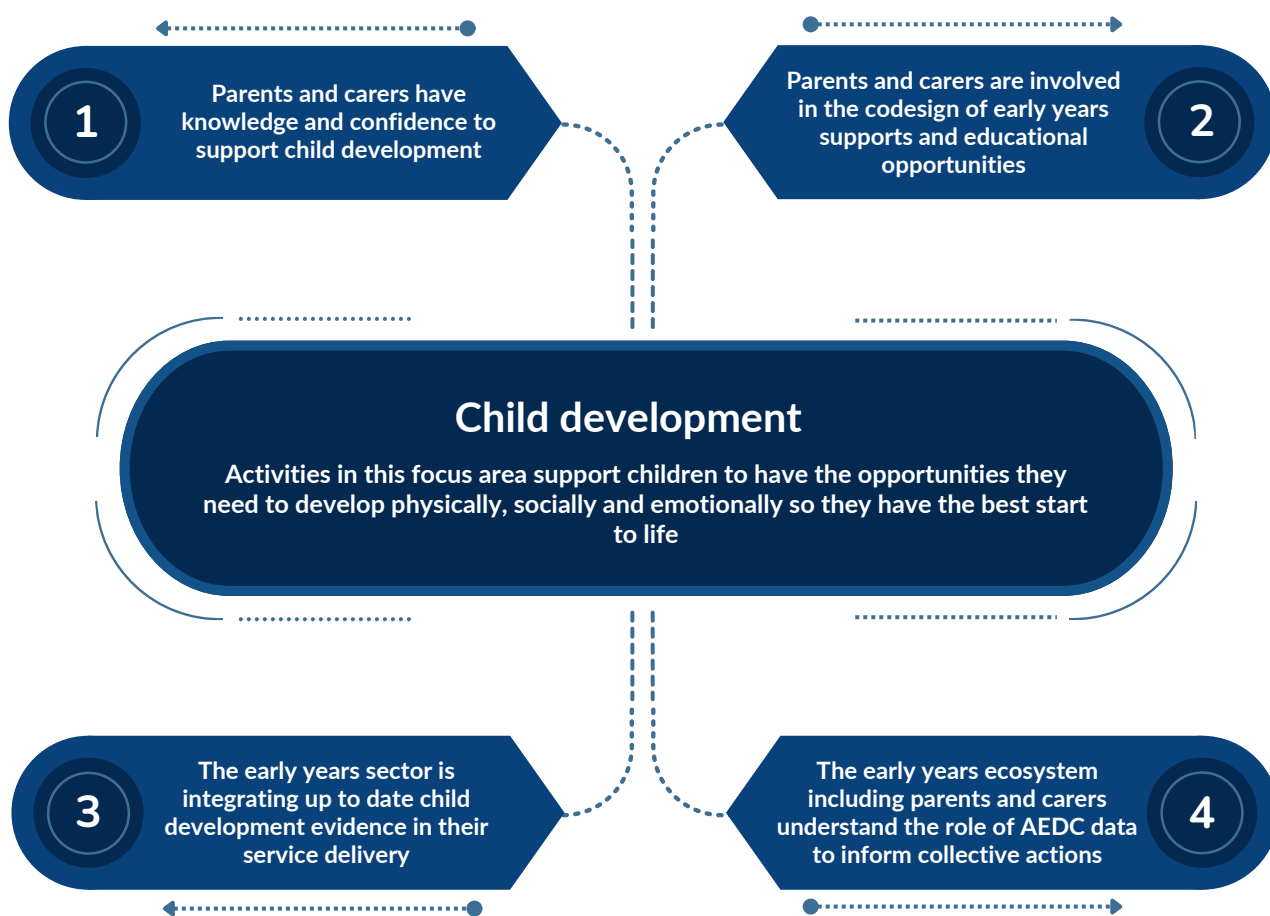 1
Parents and carers have
knowledge and confidence to
support child development
Parents and carers are involved
in the codesign of early years
supports and educational
opportunities
2
Child development
Activities in this focus area support children to have the opportunities they
need to develop physically, socially and emotionally so they have the best start
to life
3
The early years sector is
integrating up to date child
development evidence in their
service delivery
The early years ecosystem
including parents and carers
understand the role of AEDC data
to inform collective actions
4